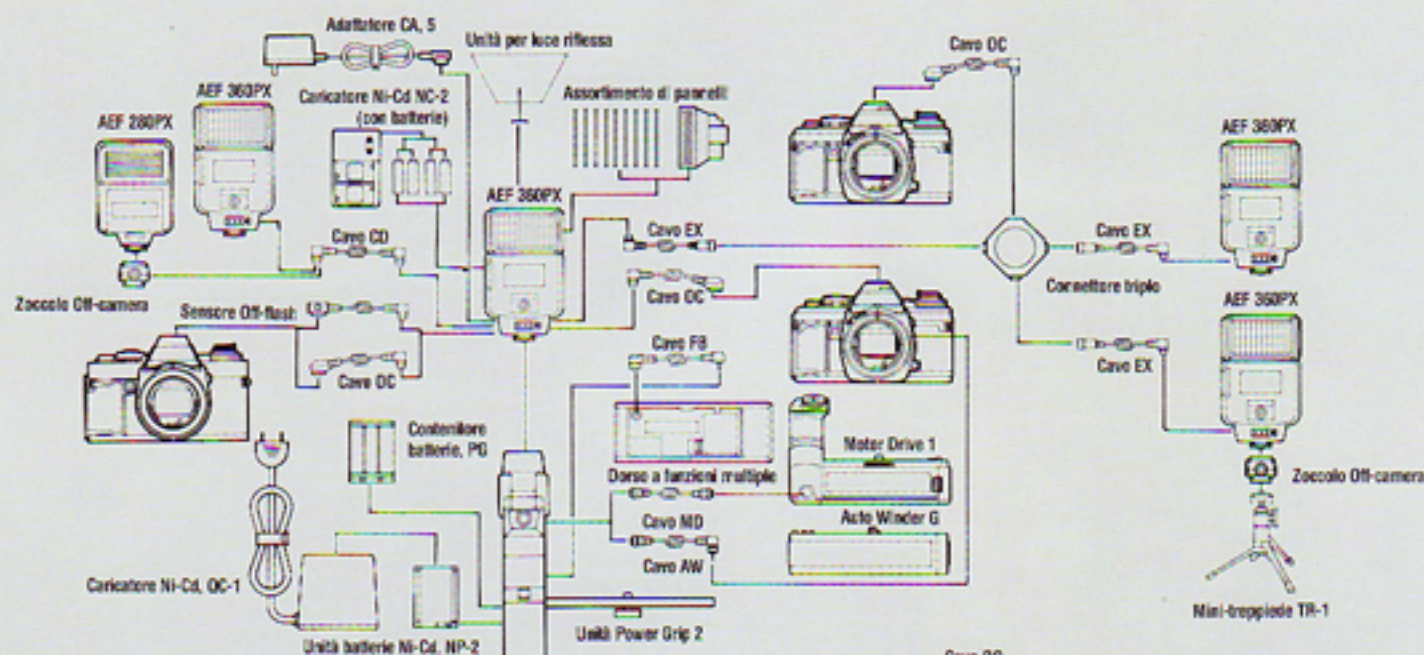 Adattatore CA, 5
Unità per luce riflessa
Cavo OC
AEF 360PX
AEF 280PX
Caricatore Ni-Cd NC-2
(con batterie)
Assortimento di pannelli
AEF 360PX
AEF 360PX
Cavo CD
Cavo EX
Cavo EX
Zoccolo Off-camera
Sensore Off-flash
Cavo OC
Connettore triplo
AEF 360PX
Cavo OC
Cavo FB
Cavo EX
Contenitore
batterie, PG
Motor Drive 1
Dorso a funzioni multiple
Zoccolo Off-camera
Cavo MD
Auto Winder G
Cavo AW
Caricatore Ni-Cd, QC-1
Mini-treppiede TR-1
Unità Power Grip 2
Unità batterie Ni-Cd, NP-2